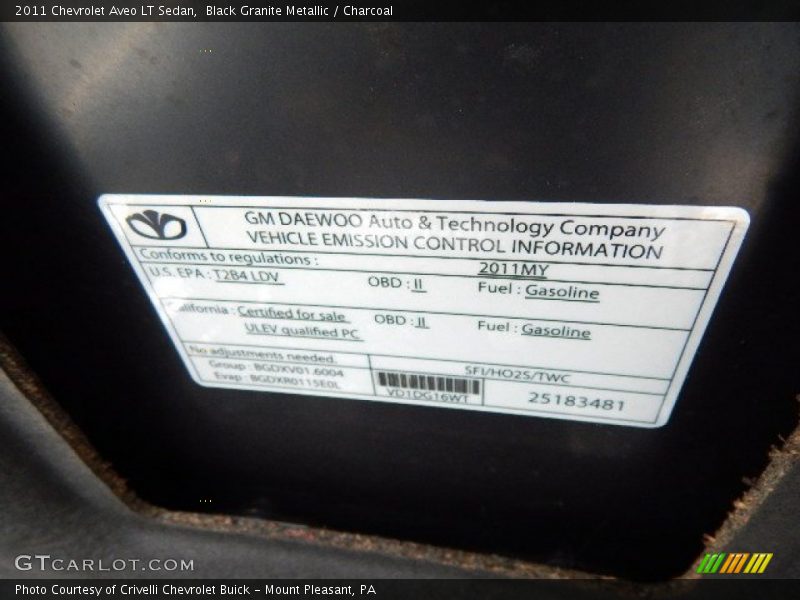 2011 Chevrolet Aveo LT Sedan, Black Granite Metallic / Charcoal
GM DAEWOO Auto & Technology Company
VEHICLE EMISSION CONTROL INFORMATION
Conforms to regulations : 2011MY
U.S. EPA : T2B4 LDV OBD : II Fuel : Gasoline
California : Certified for sale OBD : II Fuel : Gasoline
ULEV qualified PC
No adjustments needed.
Group : BGDXV01.6004 SFI/HO2S/TWC
Evap : BGDXR0115E0L
VD1DG16WT 25183481
GTCARLOT.COM
Photo Courtesy of Crivelli Chevrolet Buick – Mount Pleasant, PA